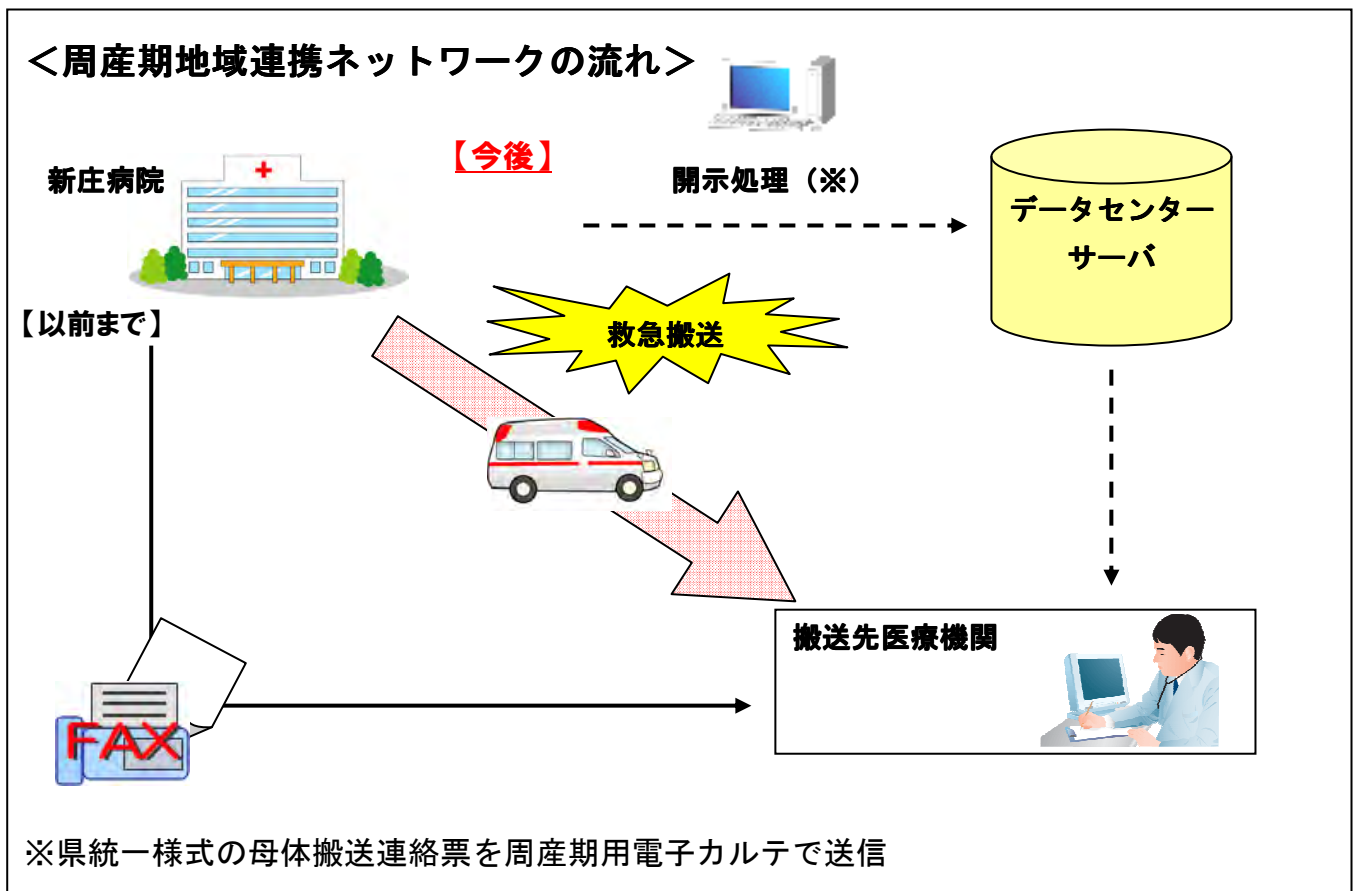 ＜周産期地域連携ネットワークの流れ＞
【今後】
新庄病院
開示処理（※）
データセンター
サーバ
【以前まで】
救急搬送
搬送先医療機関
FAX
※県統一様式の母体搬送連絡票を周産期用電子カルテで送信